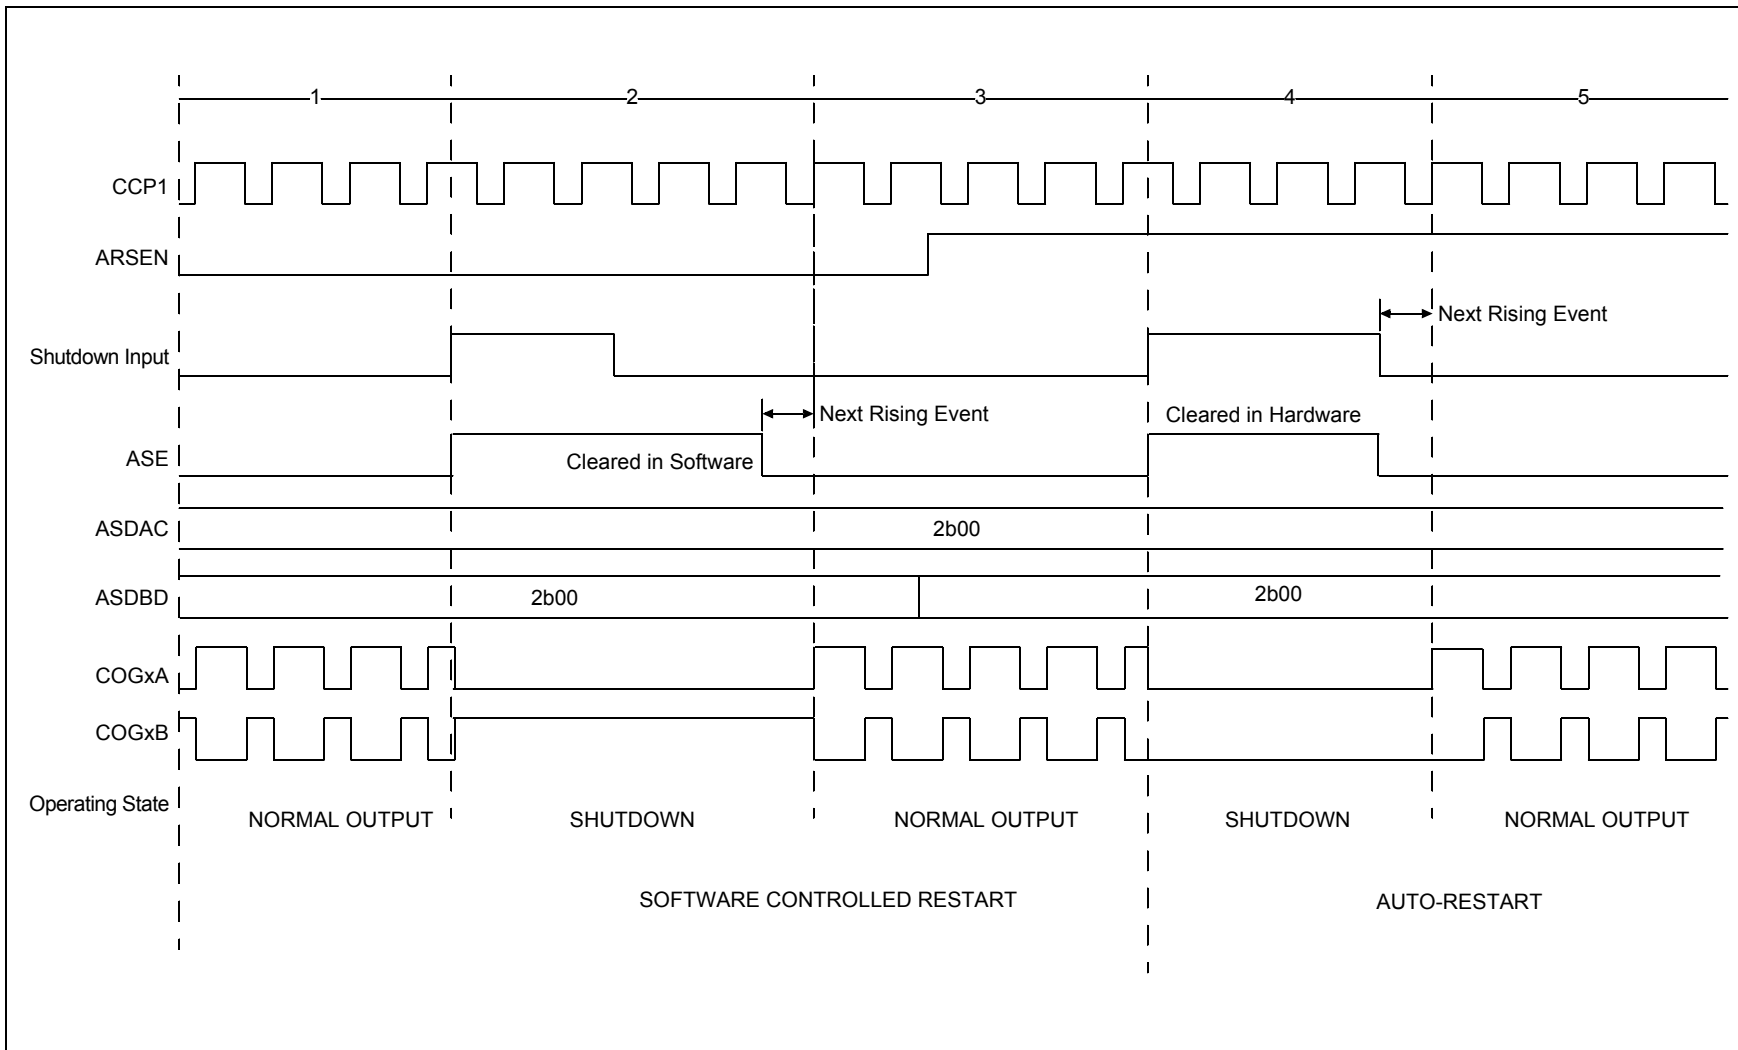 1 2 3 4 5
CCP1
ARSEN
Next Rising Event
Shutdown Input
Next Rising Event Cleared in Hardware
ASE
Cleared in Software
ASDAC 2b00
ASDBD 2b00 2b00
COGxA
COGxB
Operating State
NORMAL OUTPUT SHUTDOWN NORMAL OUTPUT SHUTDOWN NORMAL OUTPUT
SOFTWARE CONTROLLED RESTART AUTO-RESTART